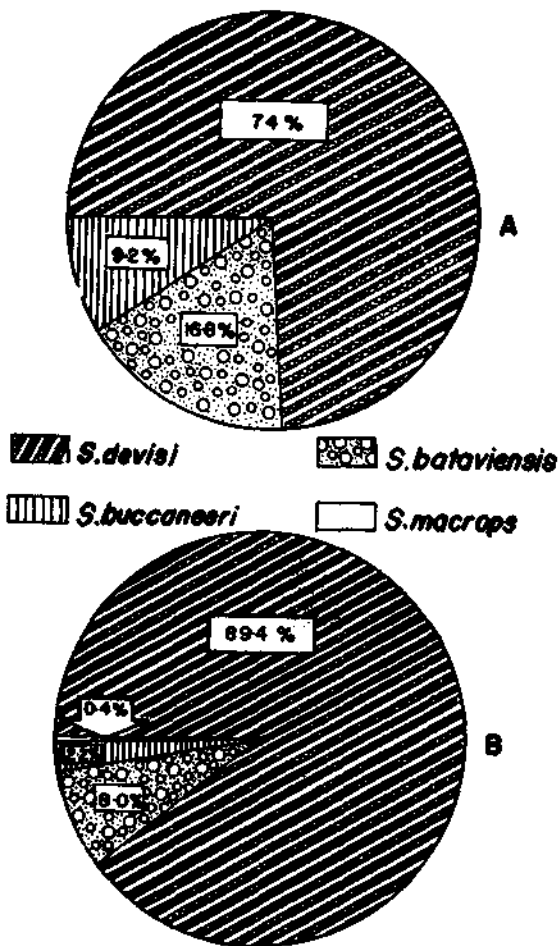 74 %
A
9·2%
16·8%
S.devisi
S.bataviensis
S.buccaneeri
S.macrops
89·4 %
0·4%
B
8·0%